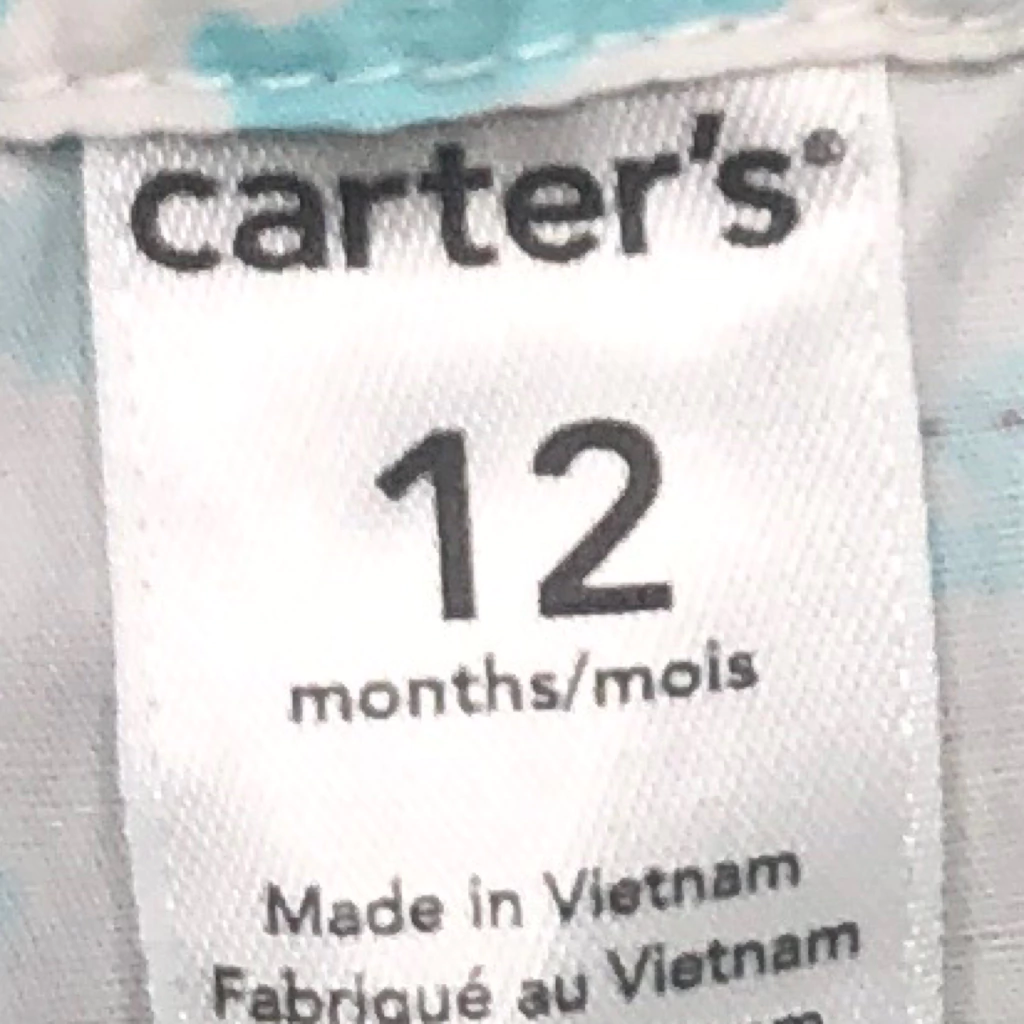 carter's®
12
months/mois
Made in Vietnam
Fabriqué au Vietnam